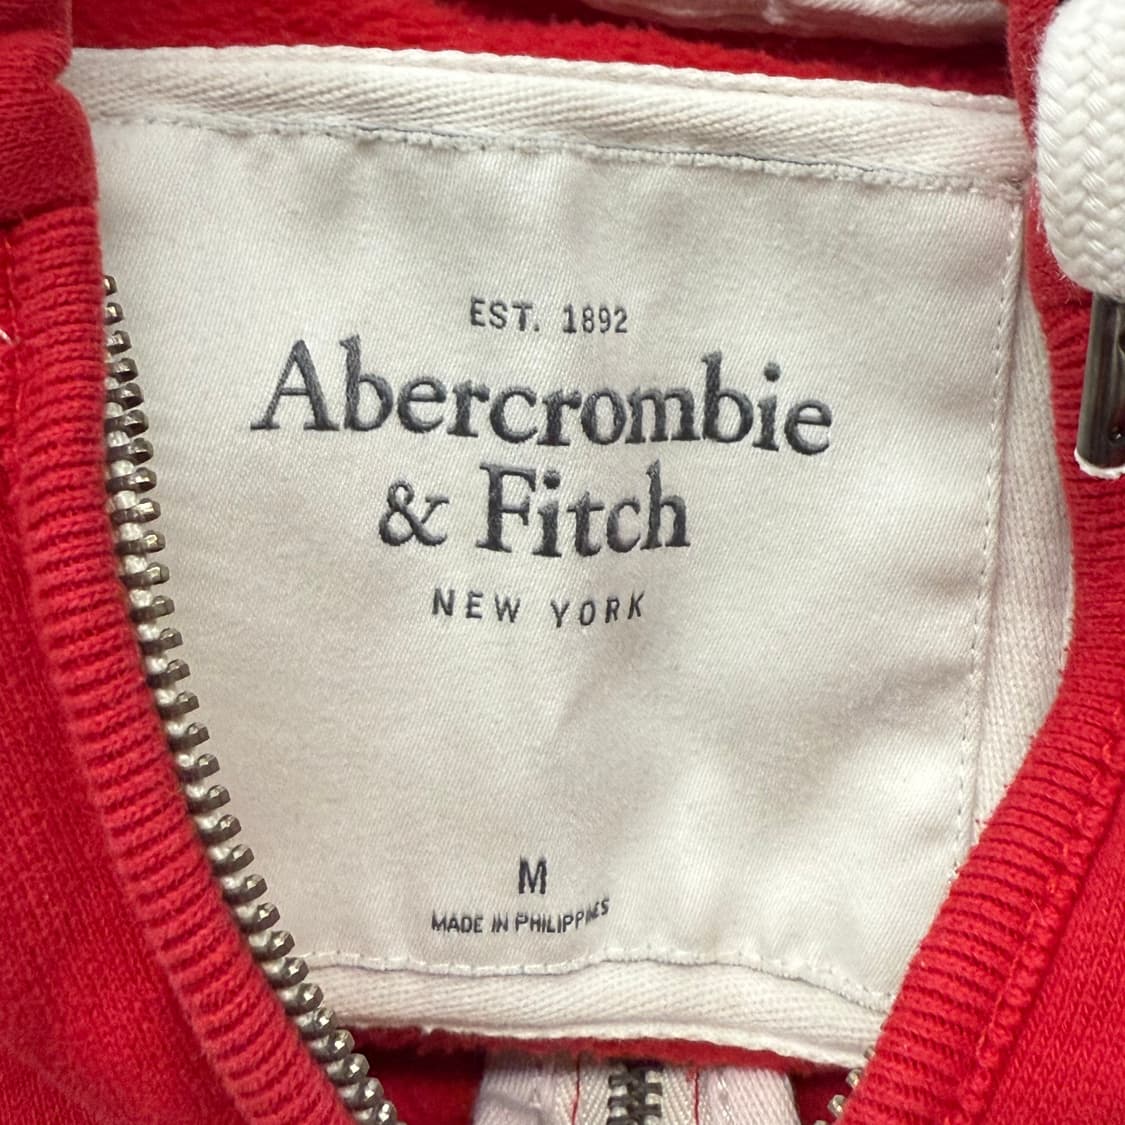 EST. 1892
Abercrombie
& Fitch
NEW YORK
M
MADE IN PHILIPPINES